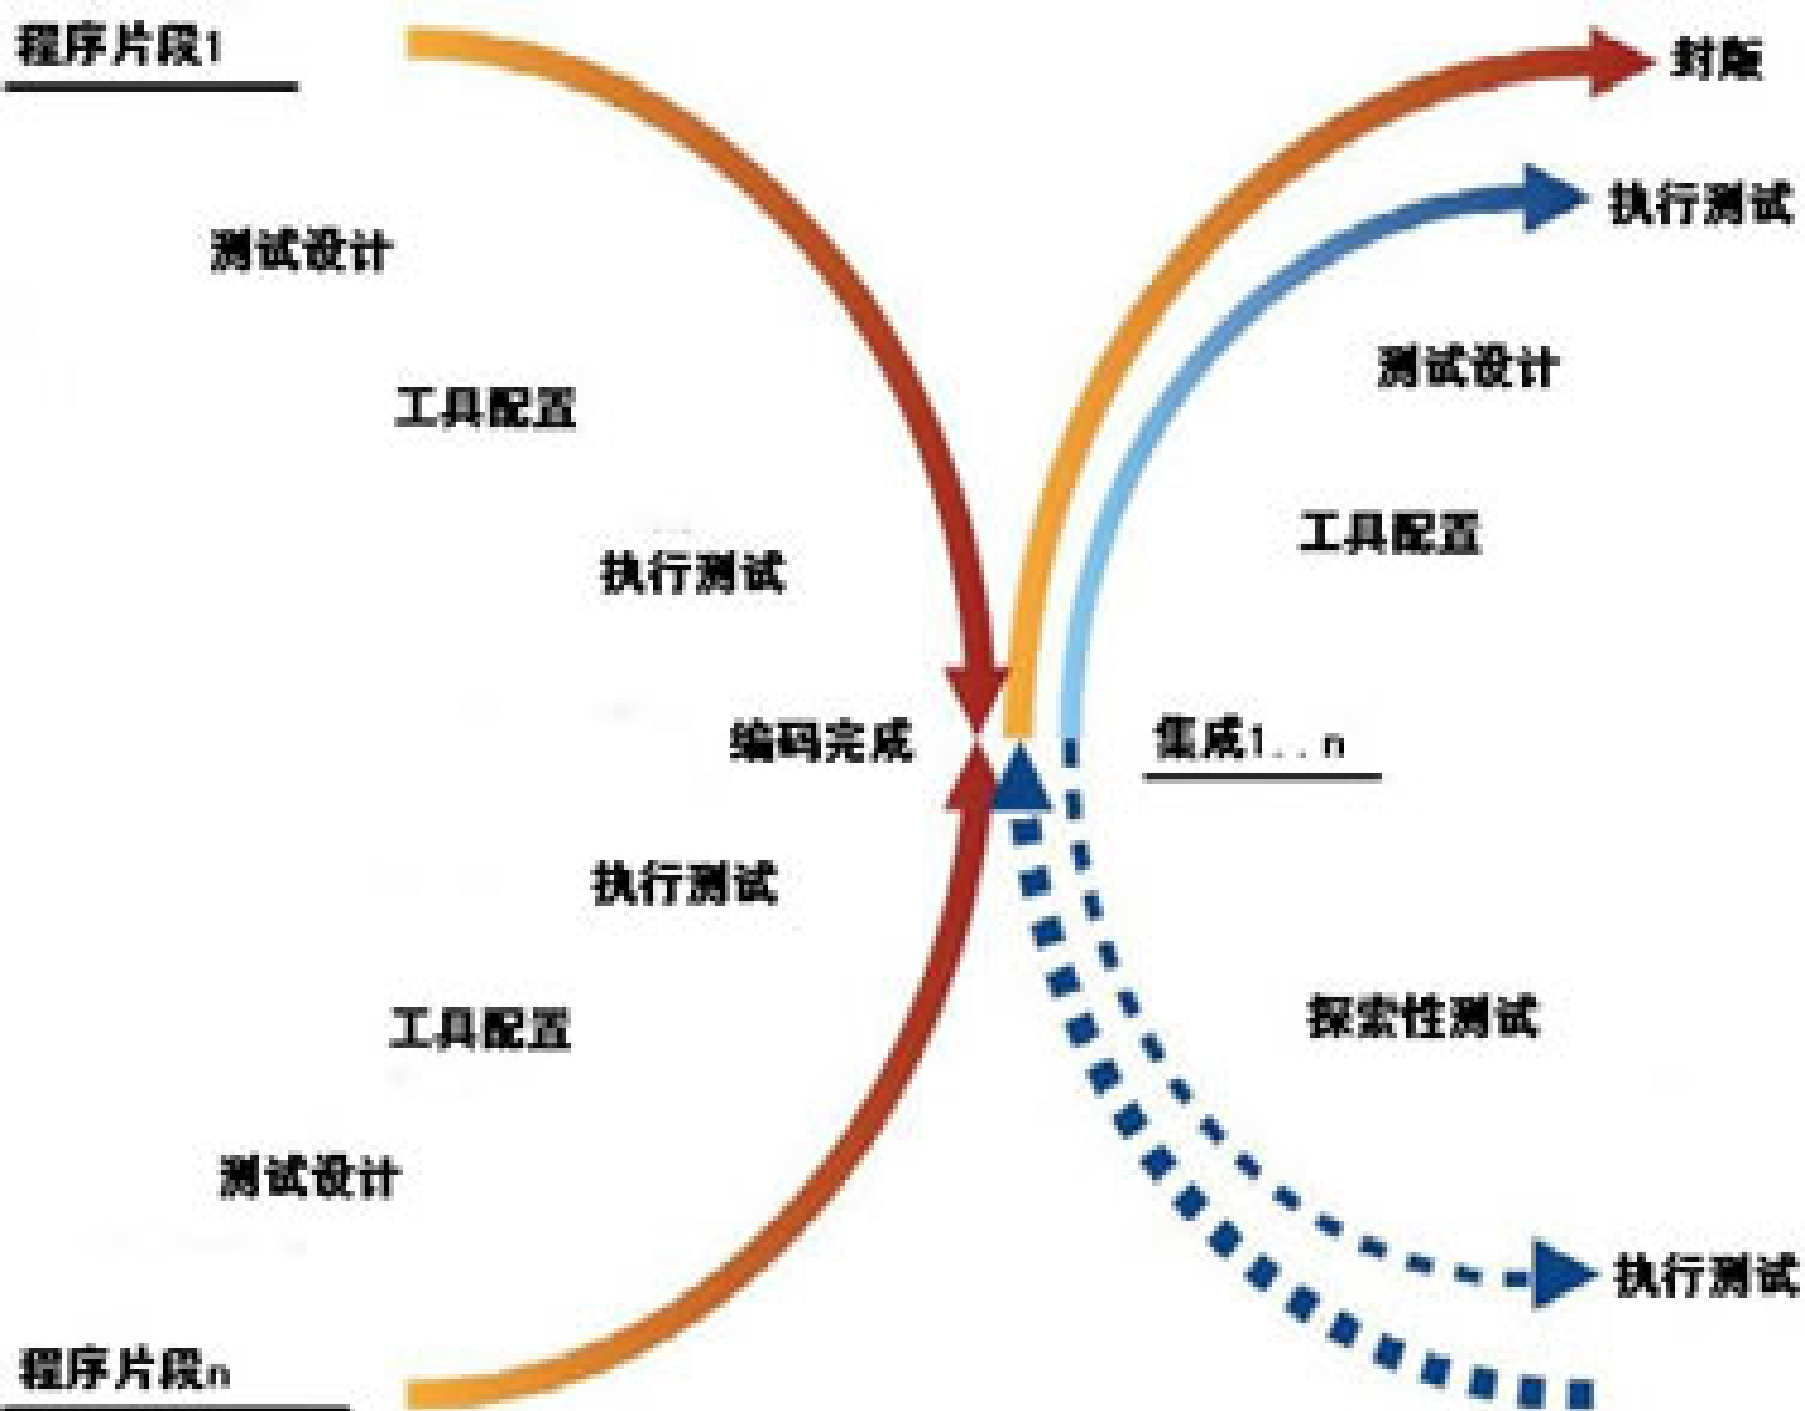 程序片段1
测试设计
工具配置
执行测试
编码完成
执行测试
工具配置
测试设计
程序片段n
封版
执行测试
测试设计
工具配置
集成1..n
探索性测试
执行测试